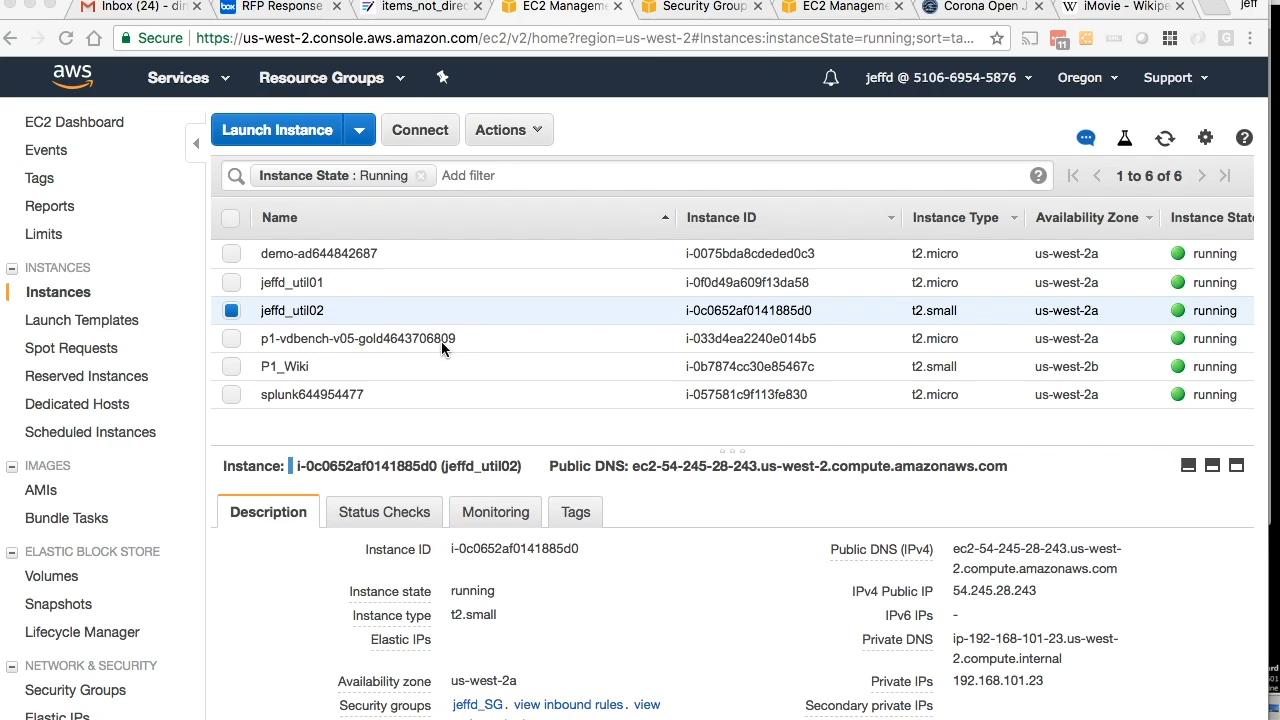 Inbox (24) - din
box RFP Response
items_not_direc
EC2 Managem
Security Group
EC2 Managem
Corona Open J
iMovie - Wikipe
Jeff
Secure https://us-west-2.console.aws.amazon.com/ec2/v2/home?region=us-west-2#Instances:instanceState=running;sort=ta...
11
aws Services Resource Groups jeffd @ 5106-6954-5876 Oregon Support
EC2 Dashboard
Events
Tags
Reports
Limits
INSTANCES
Instances
Launch Templates
Spot Requests
Reserved Instances
Dedicated Hosts
Scheduled Instances
IMAGES
AMIs
Bundle Tasks
ELASTIC BLOCK STORE
Volumes
Snapshots
Lifecycle Manager
NETWORK & SECURITY
Security Groups
Elastic IPs
Launch Instance Connect Actions
Instance State : Running Add filter 1 to 6 of 6
Name Instance ID Instance Type Availability Zone Instance State
demo-ad644842687 i-0075bda8cdeded0c3 t2.micro us-west-2a running
jeffd_util01 i-0f0d49a609f13da58 t2.micro us-west-2a running
jeffd_util02 i-0c0652af0141885d0 t2.small us-west-2a running
p1-vdbench-v05-gold4643706809 i-033d4ea2240e014b5 t2.micro us-west-2a running
P1_Wiki i-0b7874cc30e85467c t2.small us-west-2b running
splunk644954477 i-057581c9f113fe830 t2.micro us-west-2a running
Instance: i-0c0652af0141885d0 (jeffd_util02) Public DNS: ec2-54-245-28-243.us-west-2.compute.amazonaws.com
Description Status Checks Monitoring Tags
Instance ID i-0c0652af0141885d0
Instance state running
Instance type t2.small
Elastic IPs
Availability zone us-west-2a
Security groups jeffd_SG. view inbound rules. view
Public DNS (IPv4) ec2-54-245-28-243.us-west-
2.compute.amazonaws.com
IPv4 Public IP 54.245.28.243
IPv6 IPs -
Private DNS ip-192-168-101-23.us-west-
2.compute.internal
Private IPs 192.168.101.23
Secondary private IPs